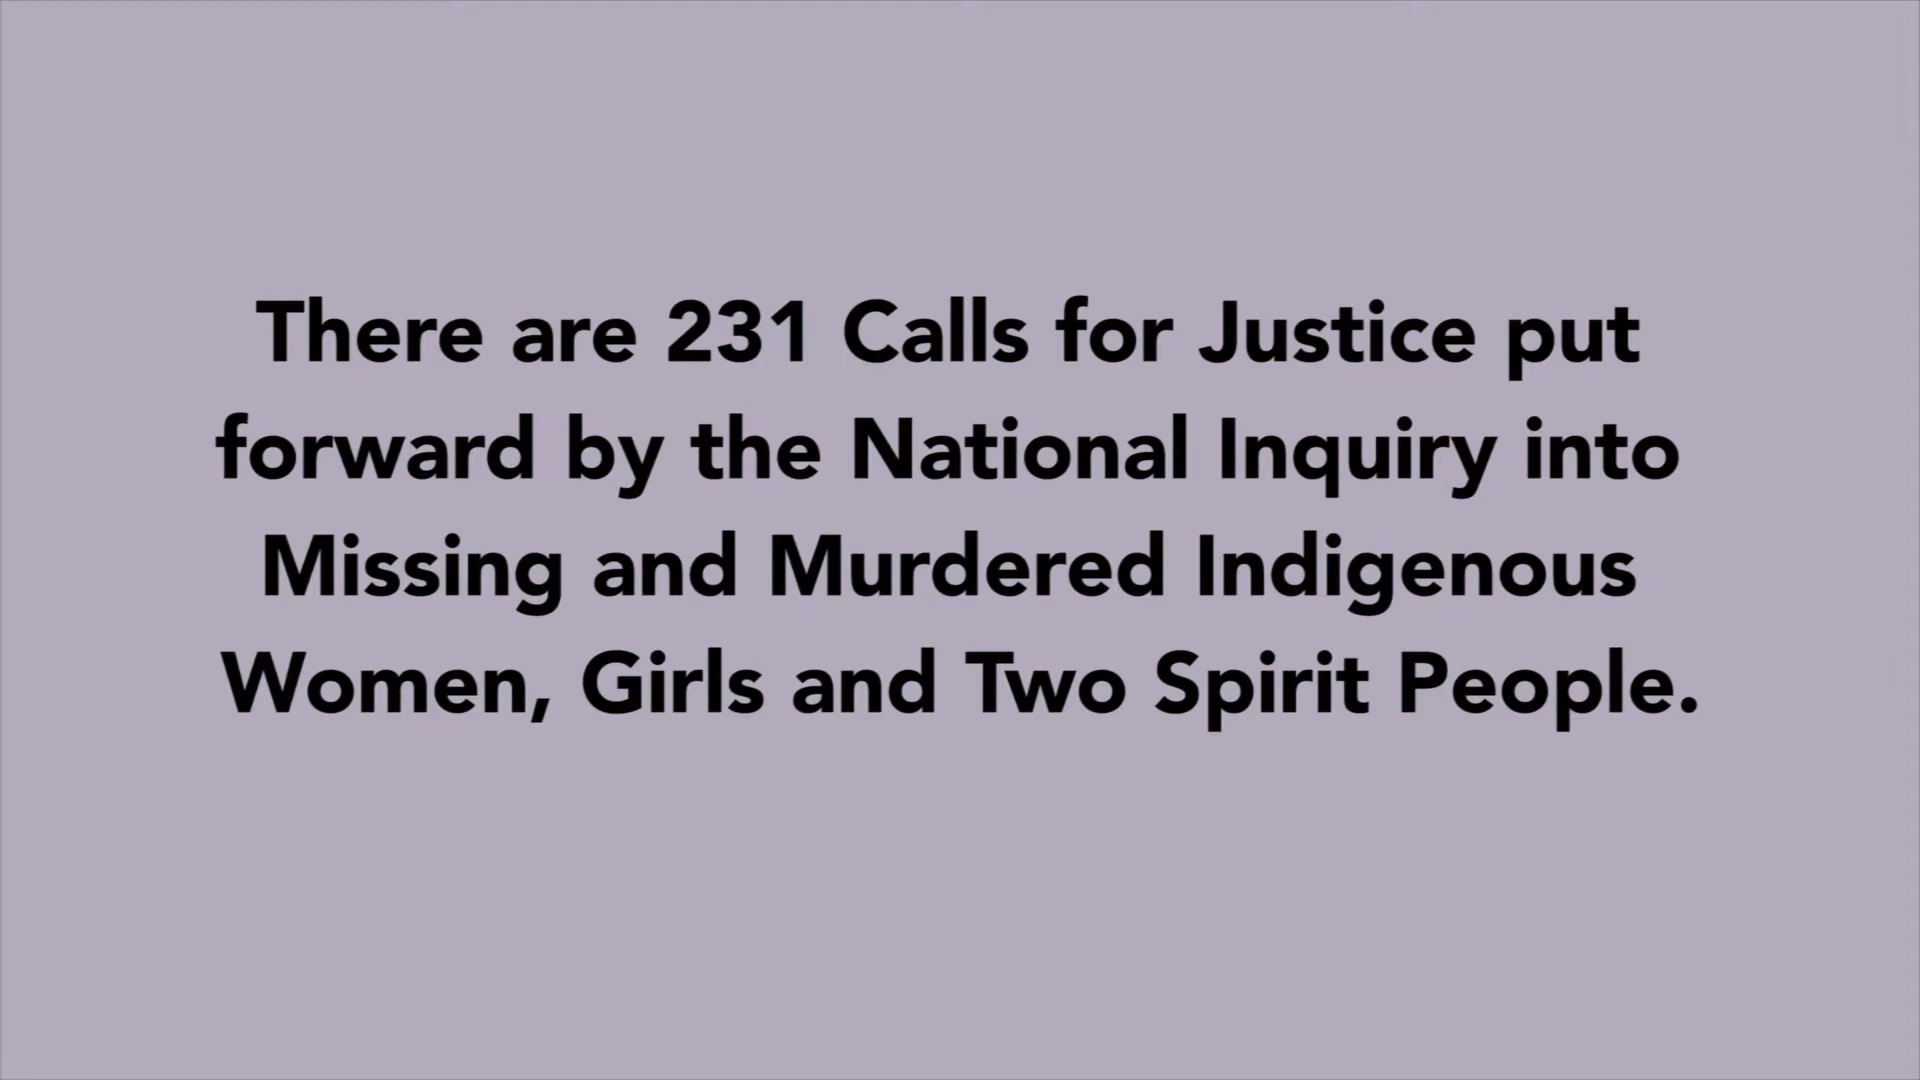 There are 231 Calls for Justice put
forward by the National Inquiry into
Missing and Murdered Indigenous
Women, Girls and Two Spirit People.